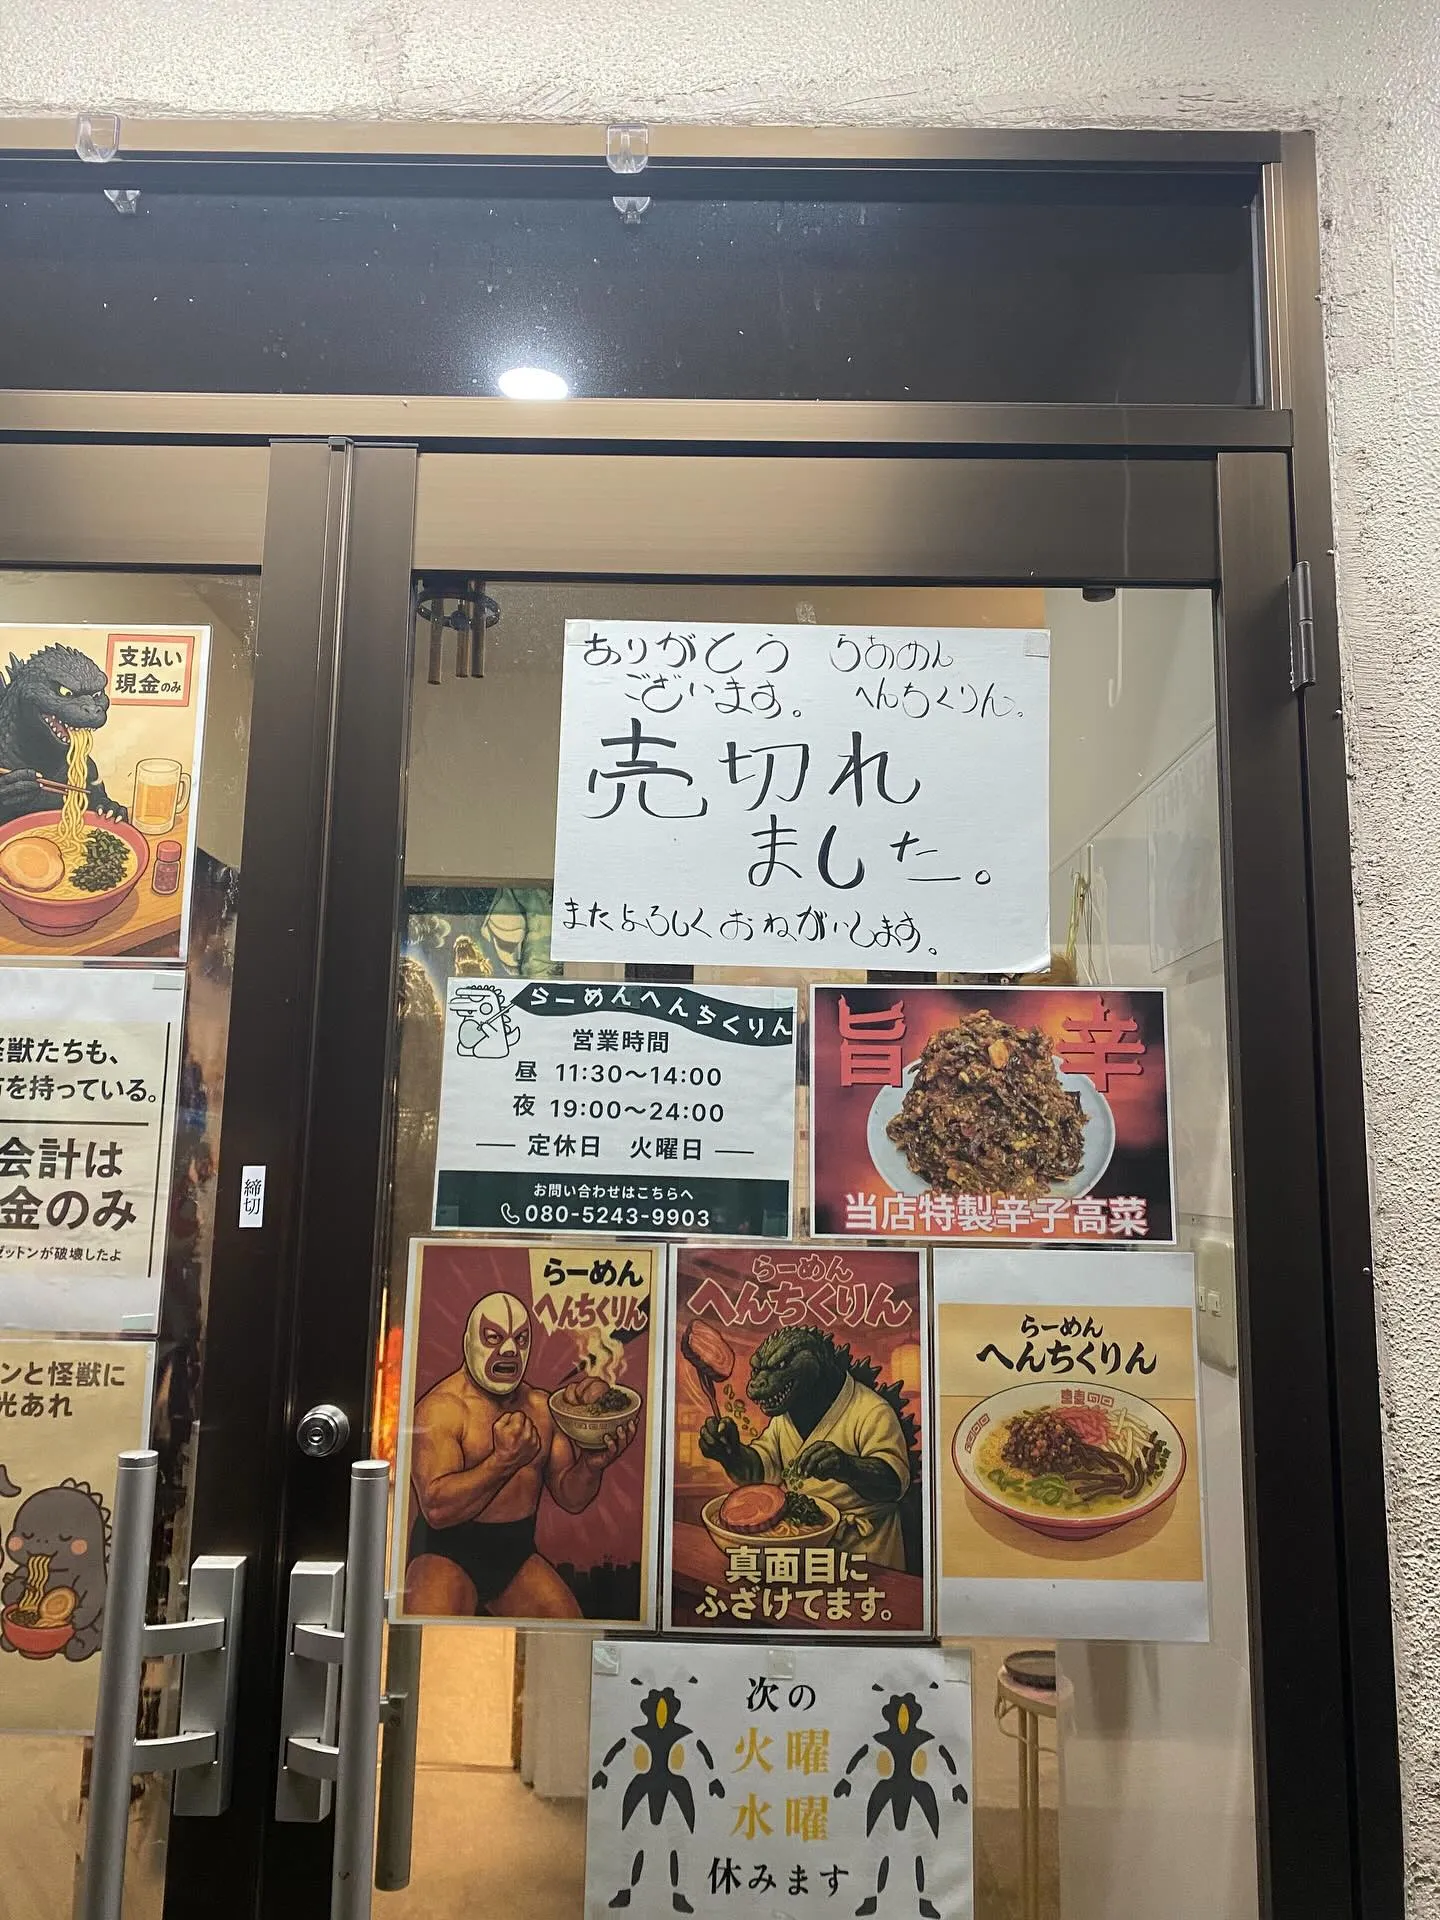 支払い
現金のみ
獣たちも、
を持っている。
会計は
金のみ
ットンが破壊したよ
ンと怪獣に
光あれ
締切
ありがとう
ございます。
らあめん
へんちくりん。
売切れ
ました。
またよろしくおねがいします。
らーめんへんちくりん
営業時間
昼 11:30〜14:00
夜 19:00〜24:00
定休日 火曜日
お問い合わせはこちらへ
080-5243-9903
旨 辛
当店特製辛子高菜
らーめん
へんちくりん
らーめん
へんちくりん
真面目に
ふざけてます。
らーめん
へんちくりん
次の
火曜
水曜
休みます